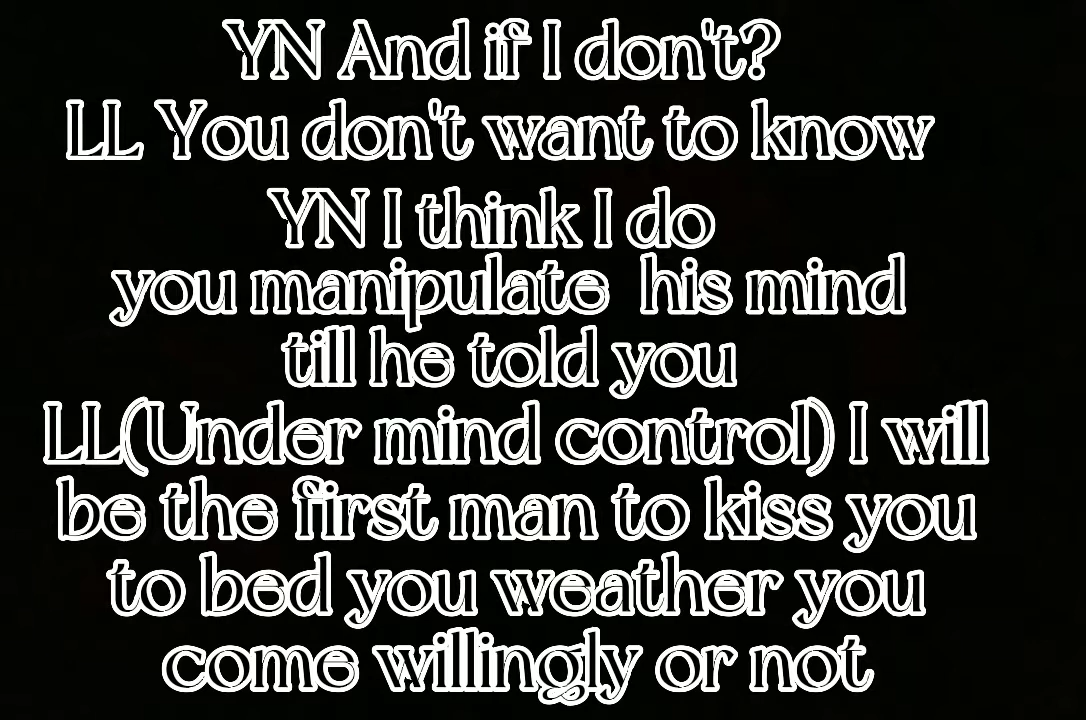 YN And if I don't?
LL You don't want to know
YN I think I do
you manipulate his mind
till he told you
LL(Under mind control) I will
be the first man to kiss you
to bed you weather you
come willingly or not